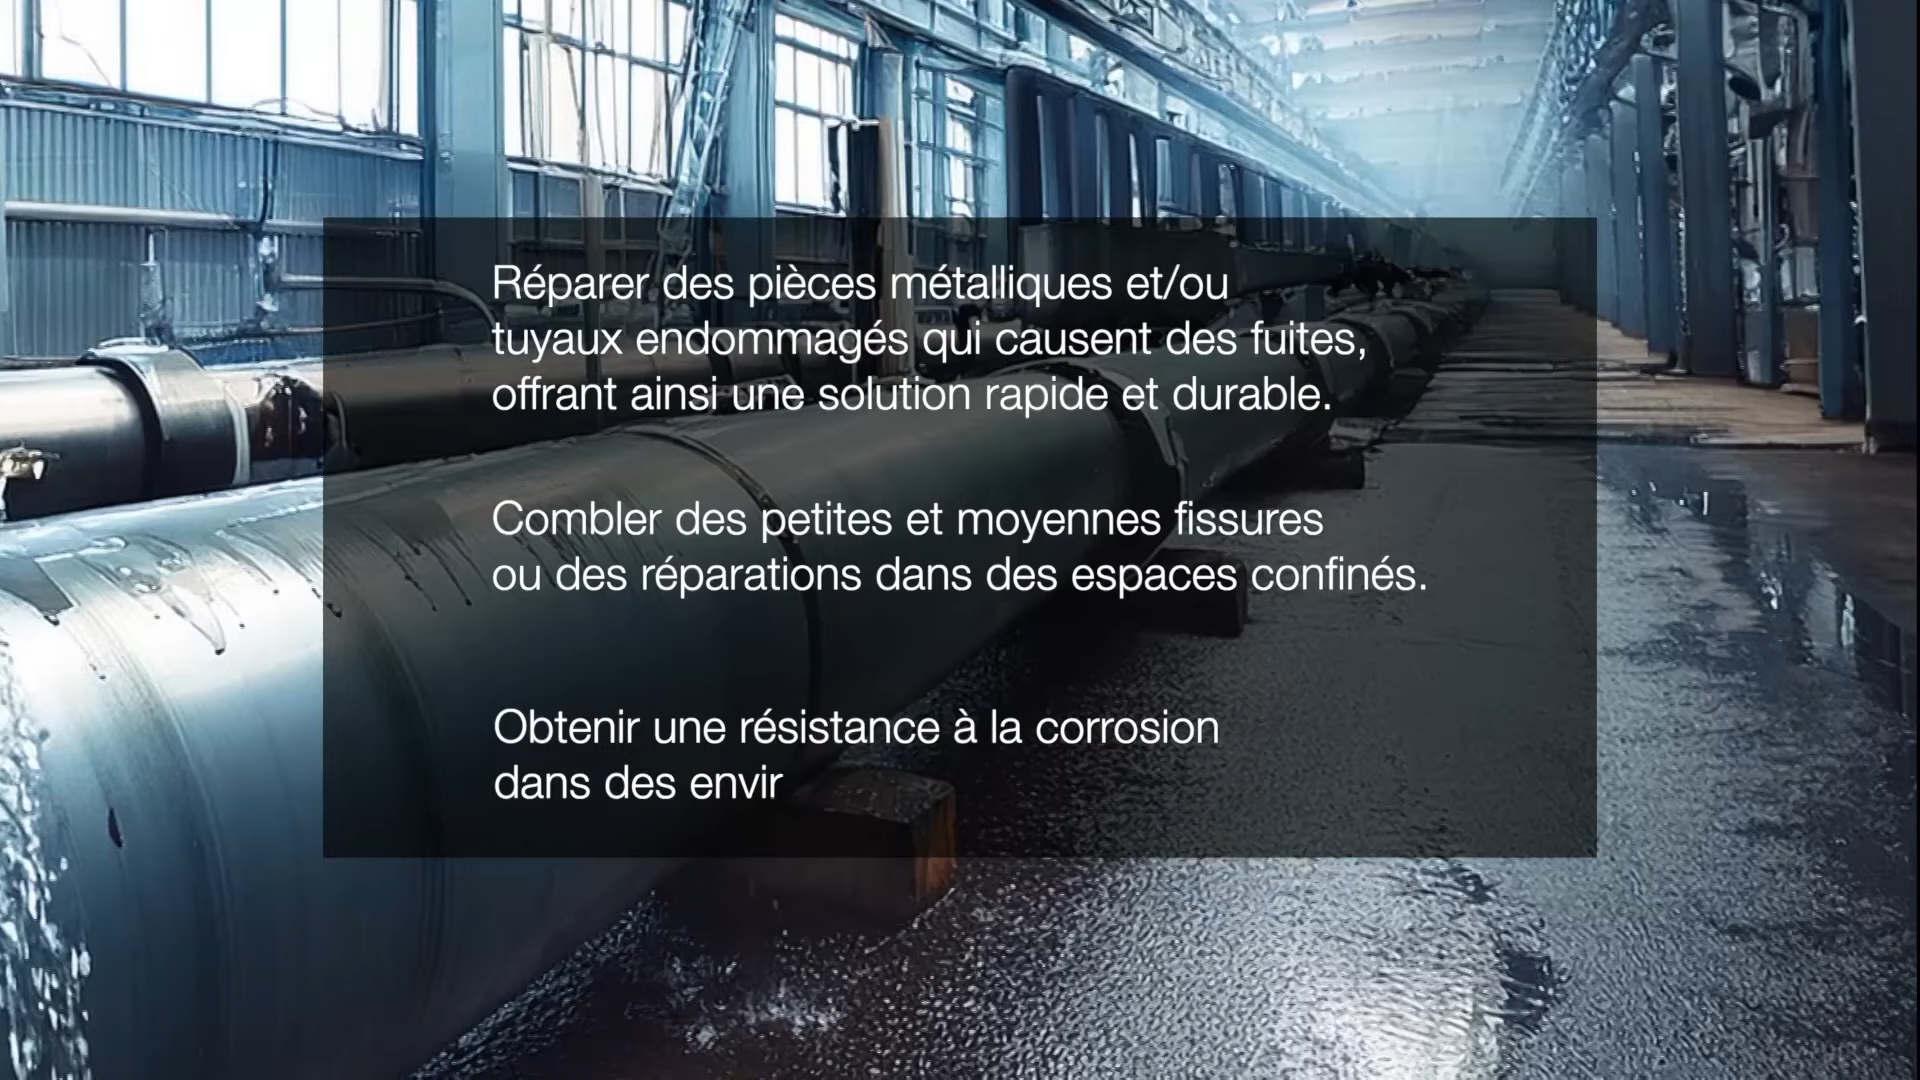 Réparer des pièces métalliques et/ou
tuyaux endommagés qui causent des fuites,
offrant ainsi une solution rapide et durable.
Combler des petites et moyennes fissures
ou des réparations dans des espaces confinés.
Obtenir une résistance à la corrosion
dans des envir